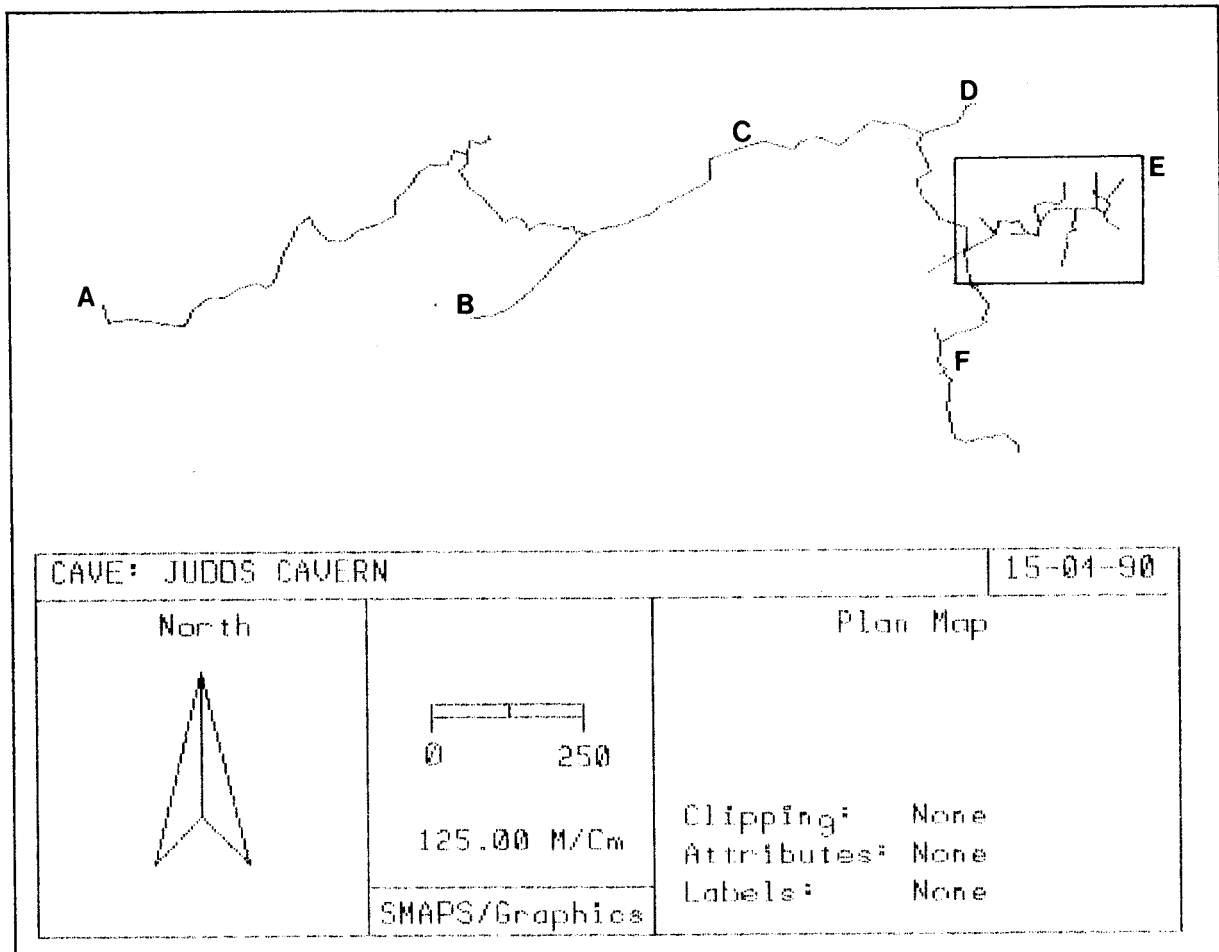 D
C
E
A
B
F
CAVE: JUDDS CAVERN
15-04-90
North
Plan Map
0 250
125.00 M/Cm
Clipping: None
Attributes: None
Labels: None
SMAPS/Graphics